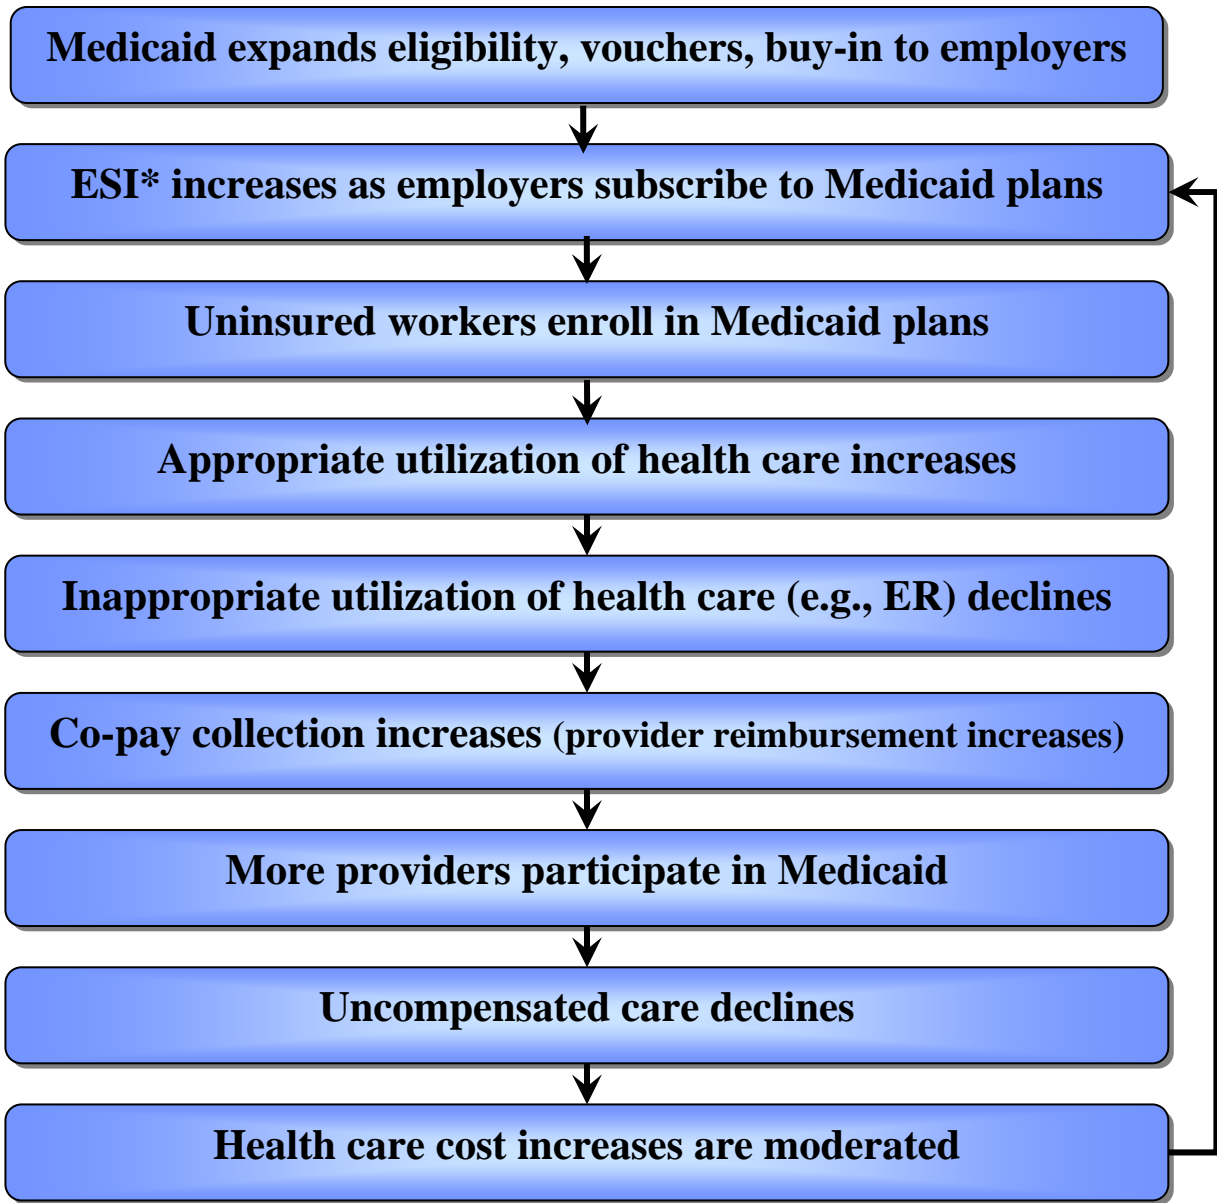 Medicaid expands eligibility, vouchers, buy-in to employers
ESI* increases as employers subscribe to Medicaid plans
Uninsured workers enroll in Medicaid plans
Appropriate utilization of health care increases
Inappropriate utilization of health care (e.g., ER) declines
Co-pay collection increases (provider reimbursement increases)
More providers participate in Medicaid
Uncompensated care declines
Health care cost increases are moderated